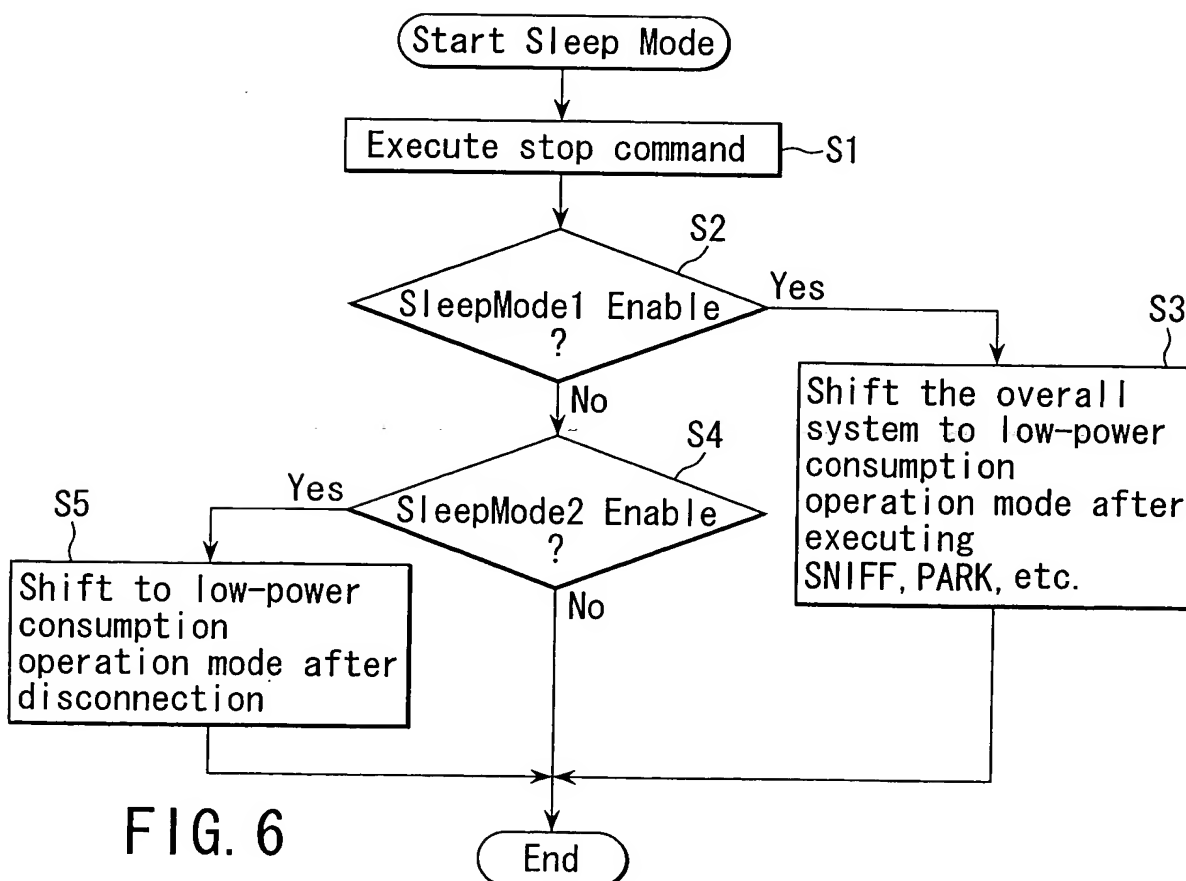 Start Sleep Mode
Execute stop command
S1
S2
SleepMode1 Enable
?
Yes
No
S3
Shift the overall
system to low-power
consumption
operation mode after
executing
SNIFF, PARK, etc.
S4
SleepMode2 Enable
?
Yes
No
S5
Shift to low-power
consumption
operation mode after
disconnection
End
FIG. 6